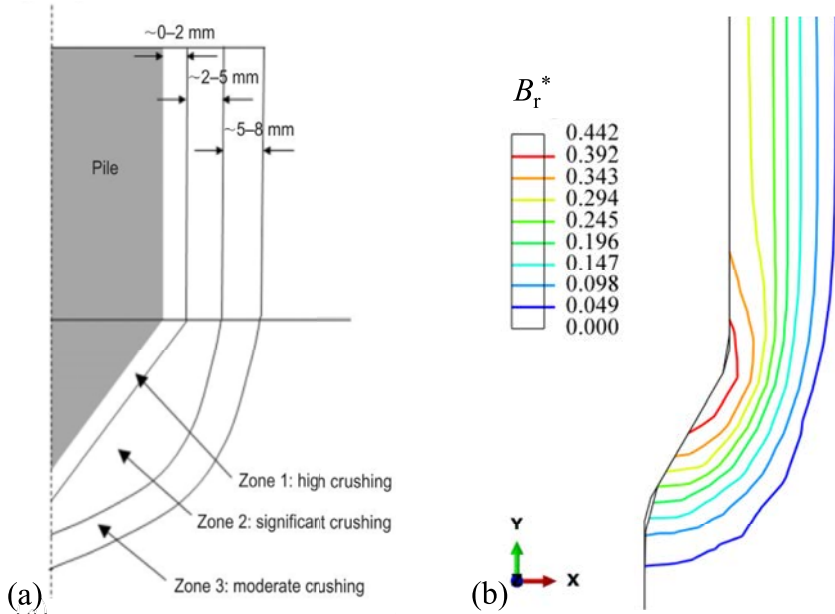 ~0–2 mm
~2–5 mm
~5–8 mm
Pile
Zone 1: high crushing
Zone 2: significant crushing
Zone 3: moderate crushing
(a)
Br*
0.442
0.392
0.343
0.294
0.245
0.196
0.147
0.098
0.049
0.000
Y
Z
X
(b)